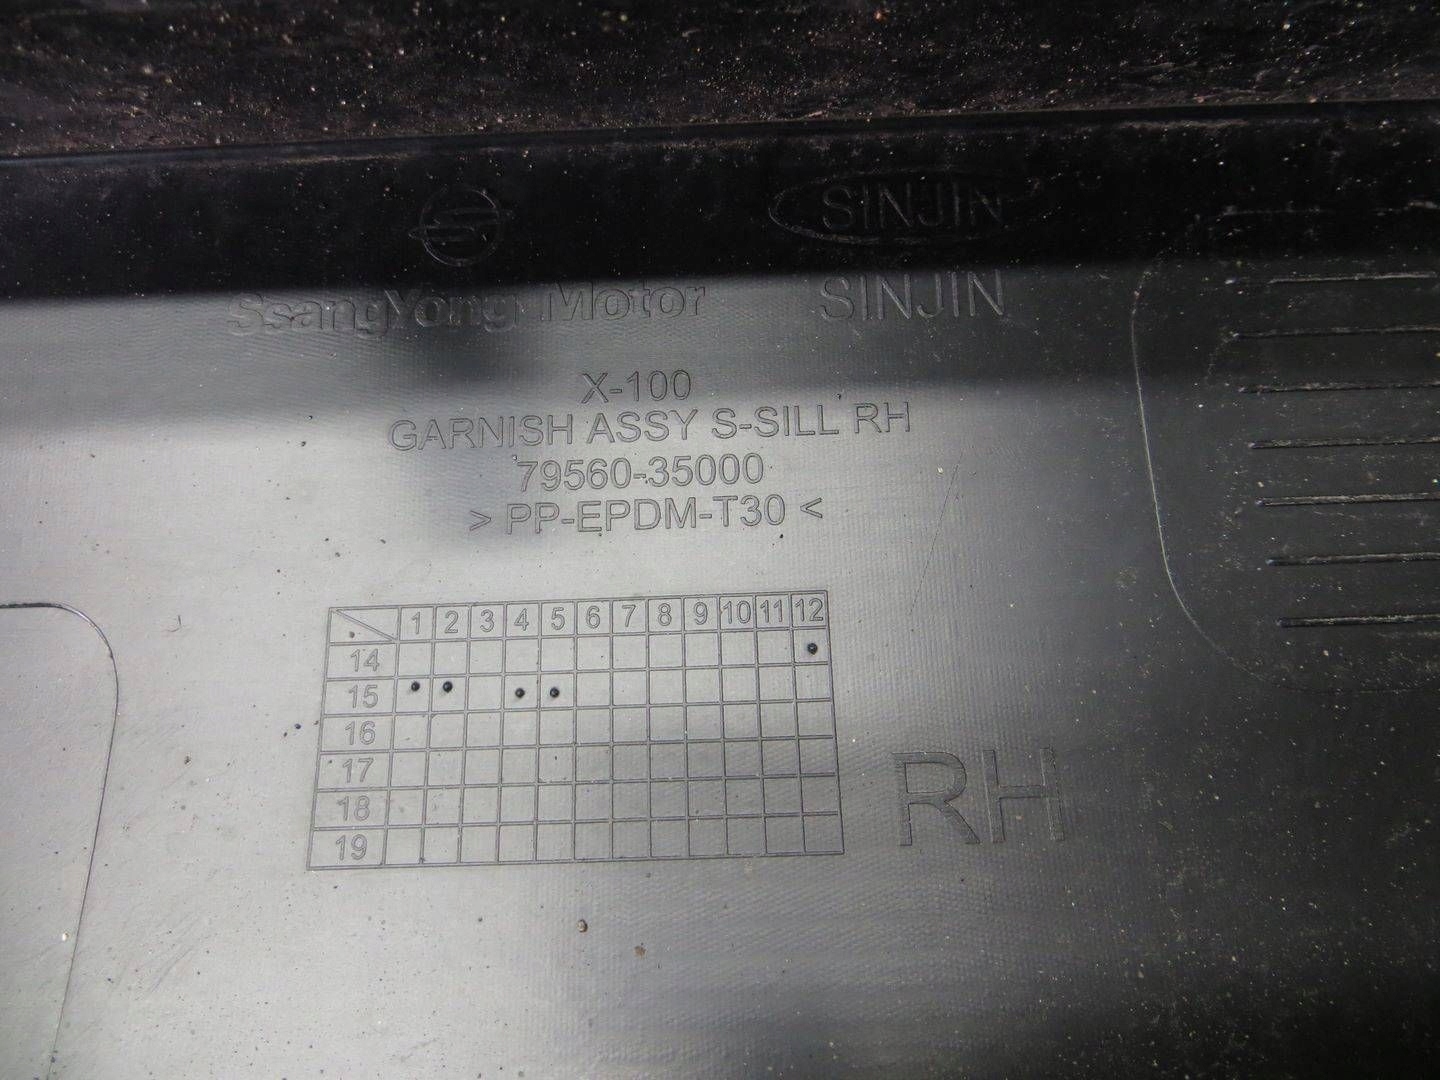 SINJIN
SsangYong Motor SINJIN
X-100
GARNISH ASSY S-SILL RH
79560-35000
> PP-EPDM-T30 <
1 2 3 4 5 6 7 8 9 10 11 12
14
15
16
17
18
19
RH